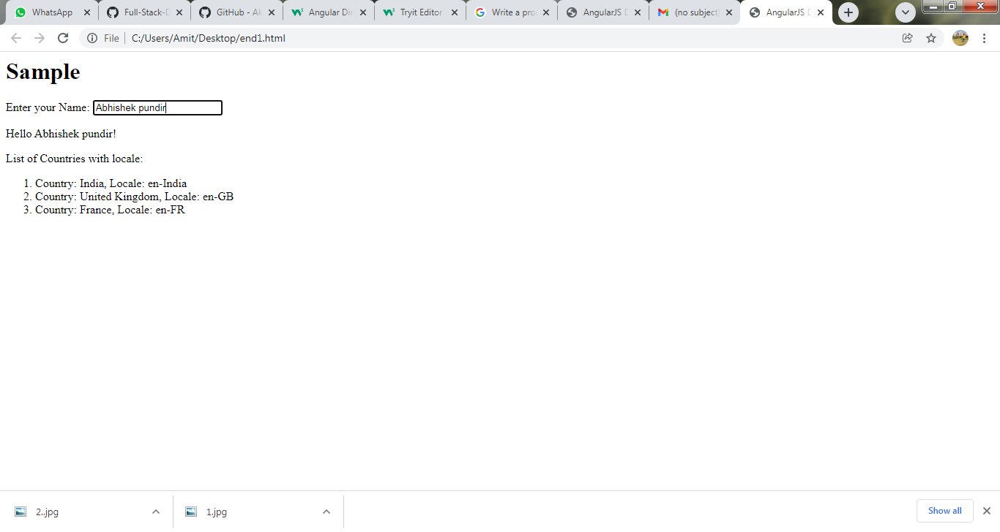 WhatsApp
Full-Stack-D
GitHub - Ak
Angular Dir
Tryit Editor
Write a pro
AngularJS D
(no subject)
AngularJS D
File
C:/Users/Amit/Desktop/end1.html
Sample
Enter your Name: Abhishek pundir
Hello Abhishek pundir!
List of Countries with locale:
1. Country: India, Locale: en-India
2. Country: United Kingdom, Locale: en-GB
3. Country: France, Locale: en-FR
2..jpg
1.jpg
Show all